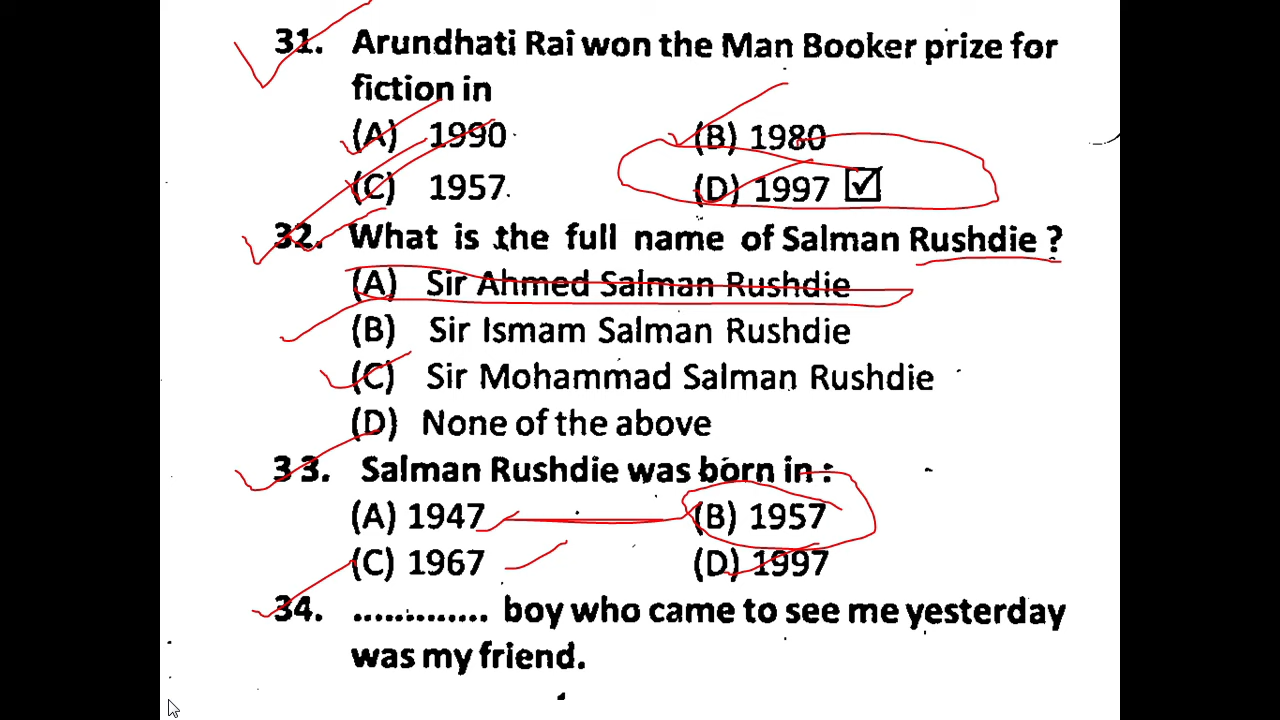 31. Arundhati Rai won the Man Booker prize for
fiction in
(A) 1990 (B) 1980
(C) 1957 (D) 1997 ☑
32. What is the full name of Salman Rushdie ?
(A) Sir Ahmed Salman Rushdie
(B) Sir Ismam Salman Rushdie
(C) Sir Mohammad Salman Rushdie
(D) None of the above
33. Salman Rushdie was born in :
(A) 1947 (B) 1957
(C) 1967 (D) 1997
34. ............. boy who came to see me yesterday
was my friend.